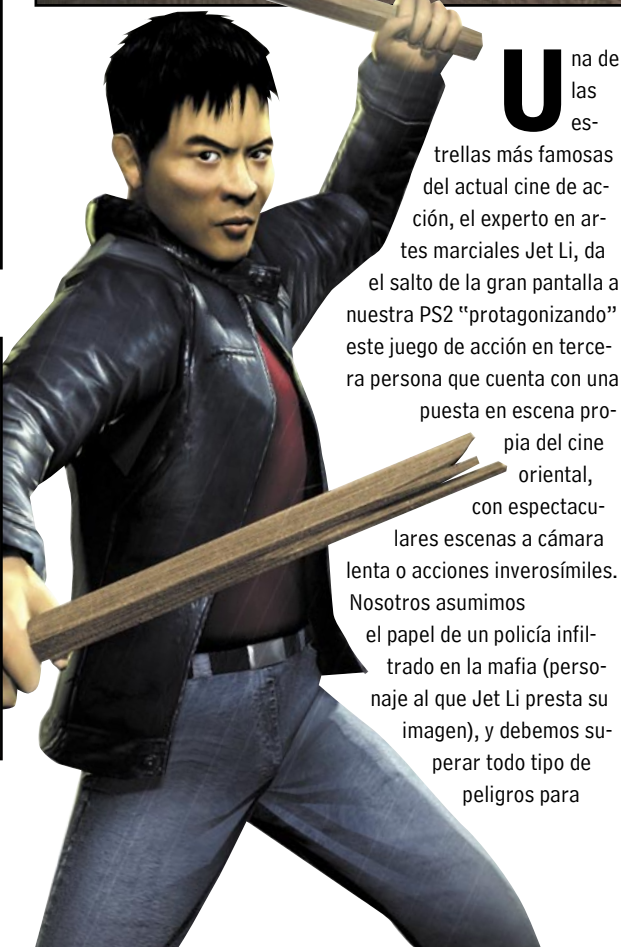 Una de
las
es-
trellas más famosas
del actual cine de ac-
ción, el experto en ar-
tes marciales Jet Li, da
el salto de la gran pantalla a
nuestra PS2 “protagonizando”
este juego de acción en terce-
ra persona que cuenta con una
puesta en escena pro-
pia del cine
oriental,
con espectacu-
lares escenas a cámara
lenta o acciones inverosímiles.
Nosotros asumimos
el papel de un policía infil-
trado en la mafia (perso-
naje al que Jet Li presta su
imagen), y debemos su-
perar todo tipo de
peligros para